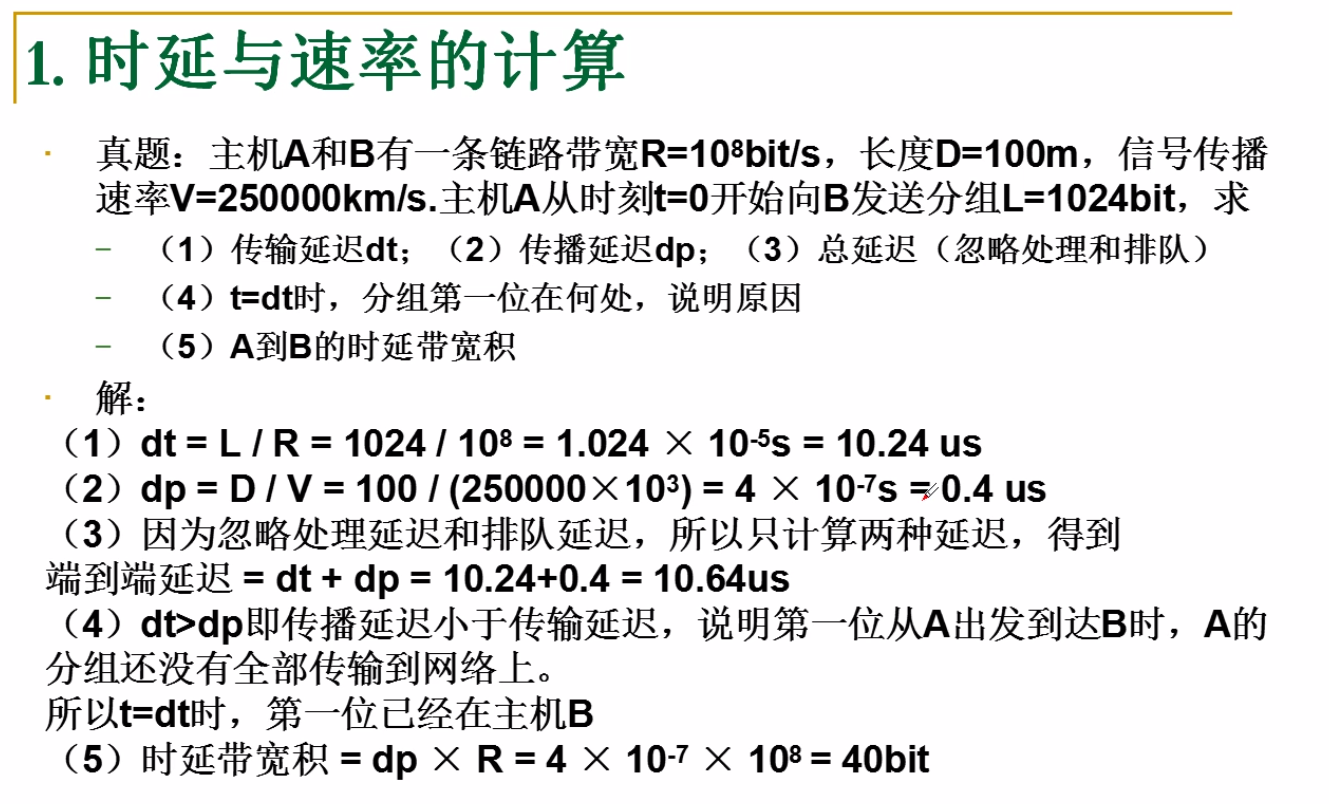 1. 时延与速率的计算
真题：主机A和B有一条链路带宽R=10⁸bit/s，长度D=100m，信号传播
速率V=250000km/s.主机A从时刻t=0开始向B发送分组L=1024bit，求
（1）传输延迟dt；（2）传播延迟dp；（3）总延迟（忽略处理和排队）
（4）t=dt时，分组第一位在何处，说明原因
（5）A到B的时延带宽积
解：
（1）dt = L / R = 1024 / 10⁸ = 1.024 × 10⁻⁵s = 10.24 us
（2）dp = D / V = 100 / (250000×10³) = 4 × 10⁻⁷s = 0.4 us
（3）因为忽略处理延迟和排队延迟，所以只计算两种延迟，得到
端到端延迟 = dt + dp = 10.24+0.4 = 10.64us
（4）dt>dp即传播延迟小于传输延迟，说明第一位从A出发到达B时，A的
分组还没有全部传输到网络上。
所以t=dt时，第一位已经在主机B
（5）时延带宽积 = dp × R = 4 × 10⁻⁷ × 10⁸ = 40bit